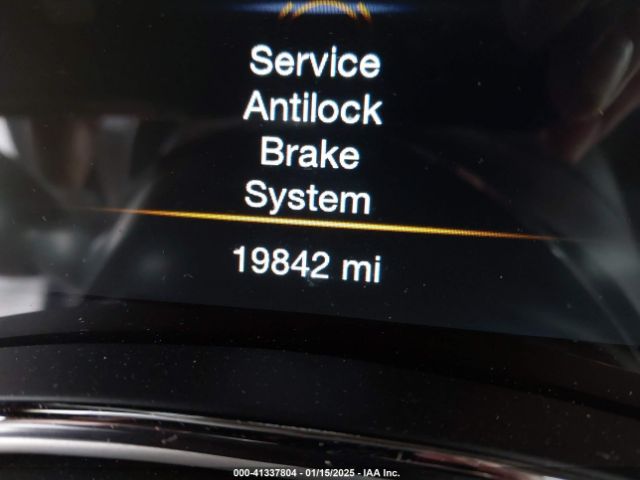 Service
Antilock
Brake
System
19842 mi
000-41337804 - 01/15/2025 - IAA Inc.